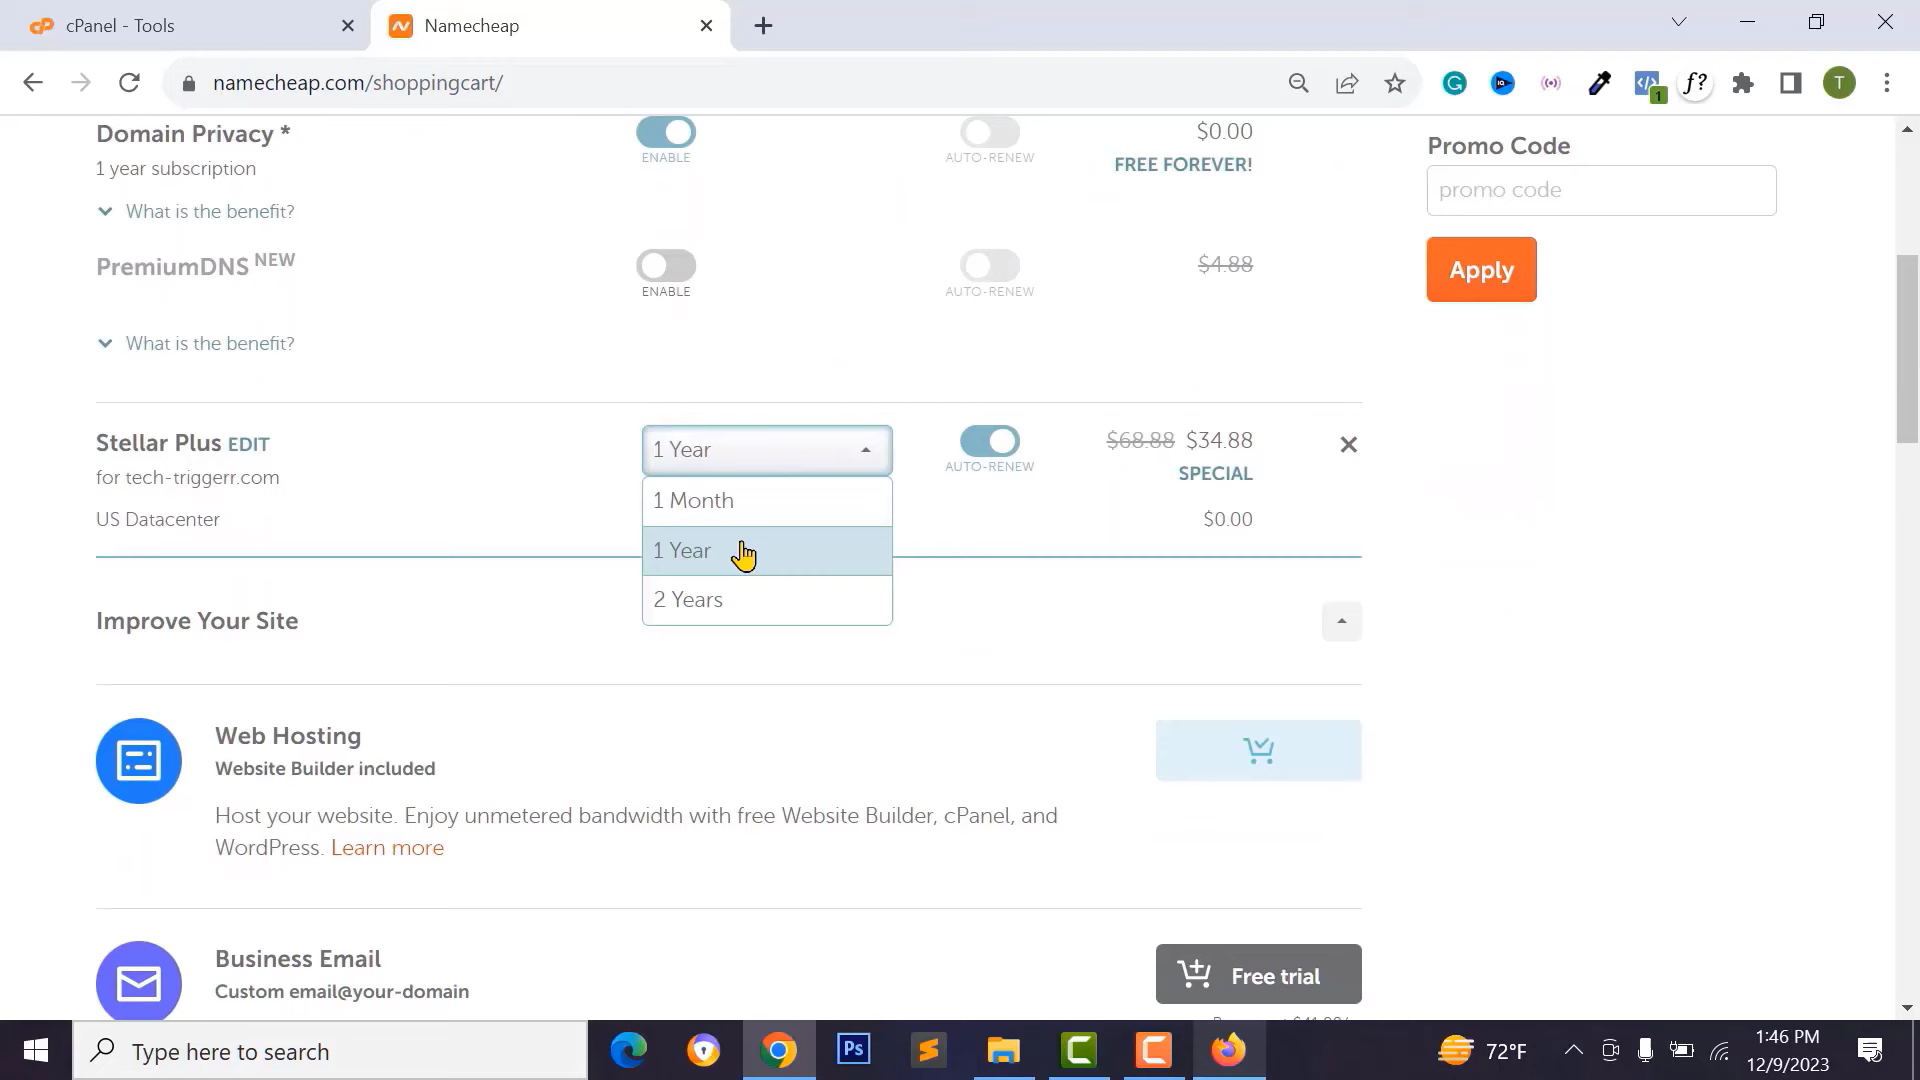 cPanel - Tools
Namecheap
namecheap.com/shoppingcart/
f?
1
T
Domain Privacy *
ENABLE
AUTO-RENEW
$0.00
1 year subscription
FREE FOREVER!
What is the benefit?
PremiumDNS NEW
ENABLE
AUTO-RENEW
$4.88
What is the benefit?
Promo Code
promo code
Apply
Stellar Plus EDIT
1 Year
AUTO-RENEW
$68.88 $34.88
for tech-triggerr.com
SPECIAL
US Datacenter
$0.00
1 Month
1 Year
2 Years
Improve Your Site
Web Hosting
Website Builder included
Host your website. Enjoy unmetered bandwidth with free Website Builder, cPanel, and
WordPress. Learn more
Business Email
Custom email@your-domain
Free trial
Type here to search
Ps
72°F
1:46 PM
12/9/2023